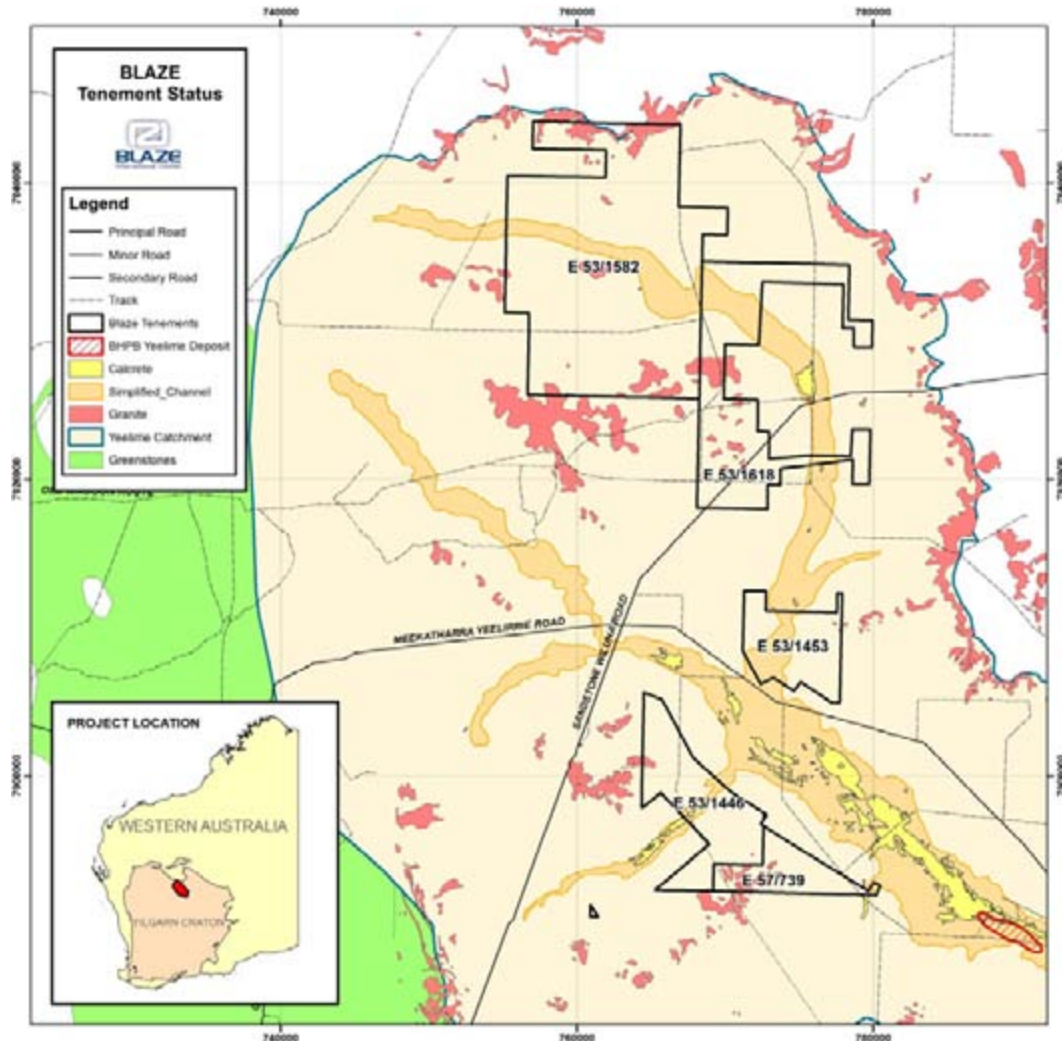 740000
760000
780000
BLAZE
Tenement Status
BLAZE
Legend
Principal Road
Minor Road
Secondary Road
Track
Blaze Tenements
BHPB Yeelirrie Deposit
Calcrete
Simplified_Channel
Granite
Yeelirrie Catchment
Greenstones
E 53/1582
E 53/1618
MEEKATHARRA YEELIRRIE ROAD
SANDSTONE WILUNA ROAD
E 53/1453
E 53/1446
E 57/739
PROJECT LOCATION
WESTERN AUSTRALIA
YILGARN CRATON
740000
760000
780000